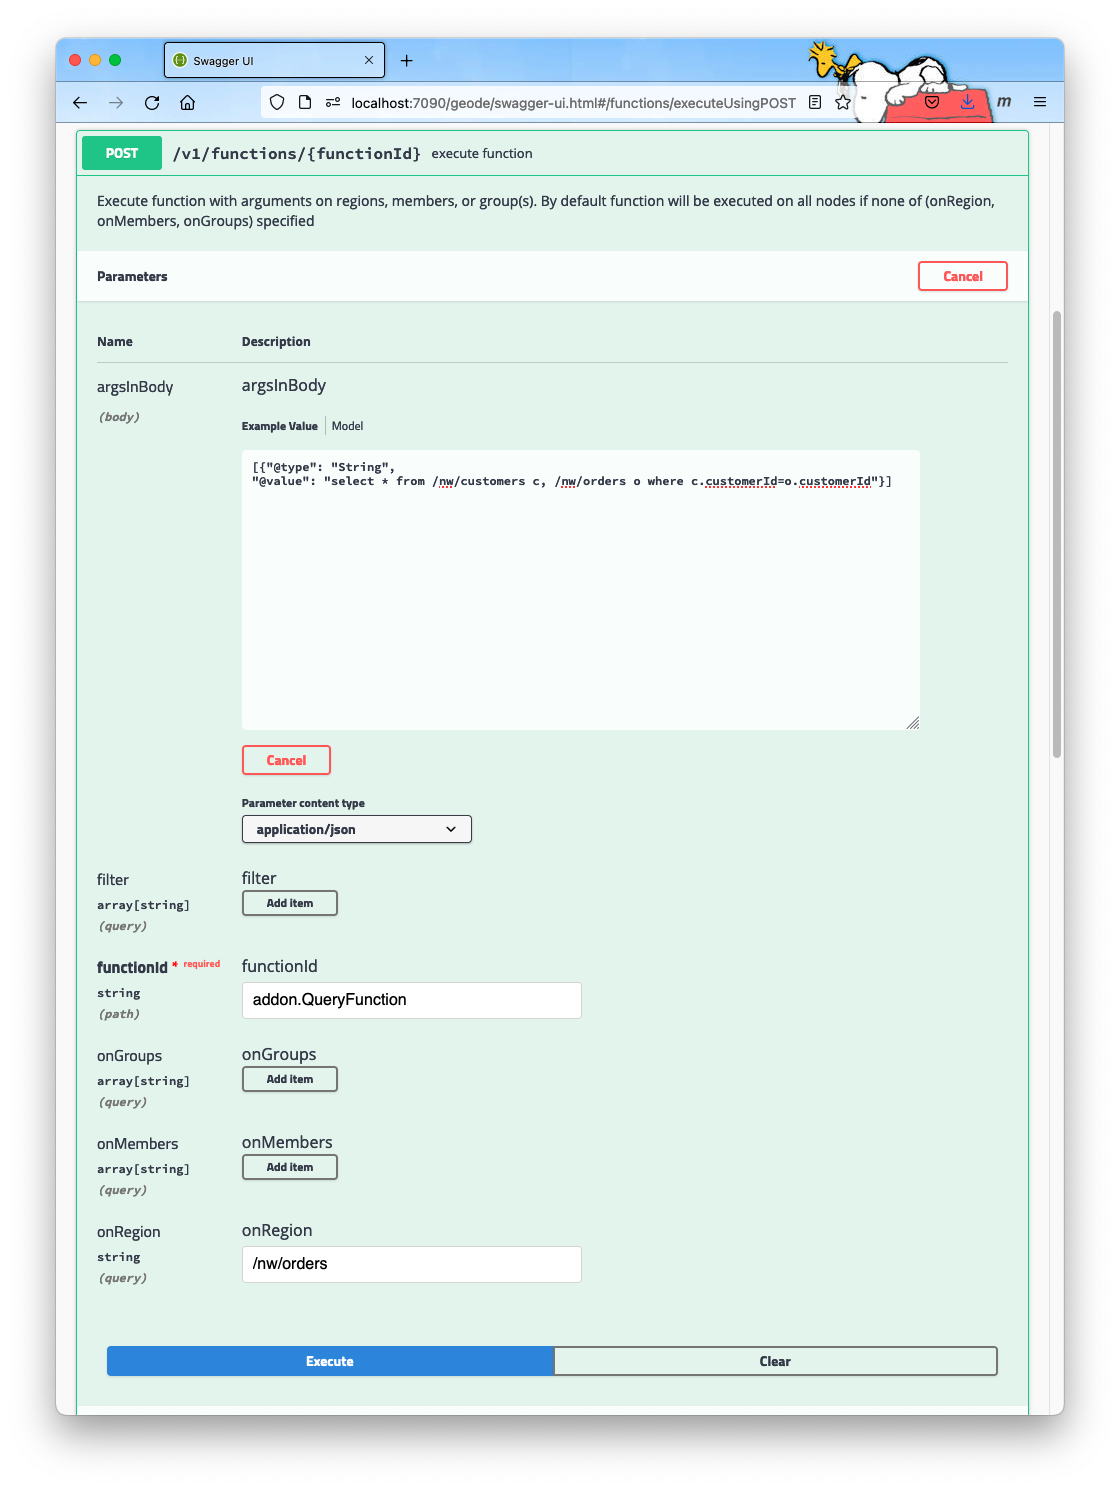 Swagger UI
localhost:7090/geode/swagger-ui.html#/functions/executeUsingPOST
m
POST /v1/functions/{functionId} execute function
Execute function with arguments on regions, members, or group(s). By default function will be executed on all nodes if none of (onRegion,
onMembers, onGroups) specified
Parameters
Cancel
Name Description
argsInBody argsInBody
(body)
Example Value Model
[{"@type": "String",
"@value": "select * from /nw/customers c, /nw/orders o where c.customerId=o.customerId"}]
Cancel
Parameter content type
application/json
filter filter
array[string] Add item
(query)
functionId * required functionId
string addon.QueryFunction
(path)
onGroups onGroups
array[string] Add item
(query)
onMembers onMembers
array[string] Add item
(query)
onRegion onRegion
string /nw/orders
(query)
Execute Clear